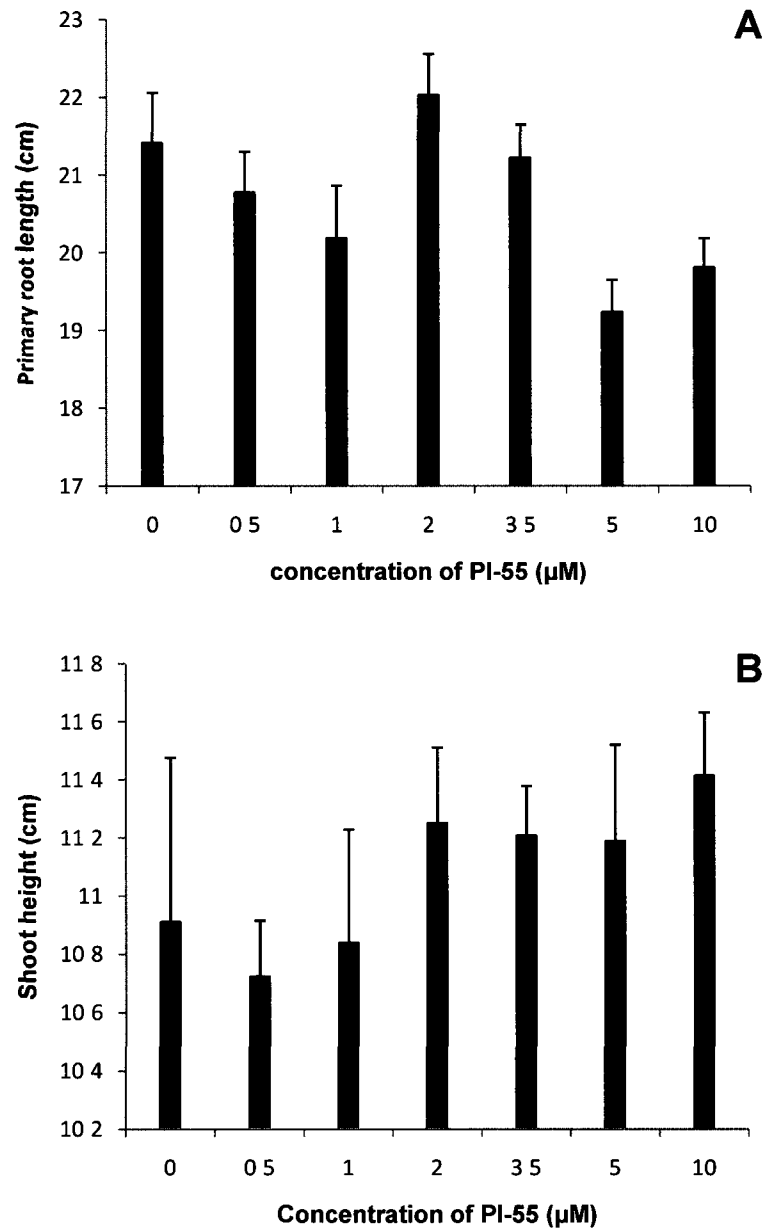 A
Primary root length (cm)
23
22
21
20
19
18
17
0 0 5 1 2 3 5 5 10
concentration of PI-55 (µM)
B
Shoot height (cm)
11 8
11 6
11 4
11 2
11
10 8
10 6
10 4
10 2
0 0 5 1 2 3 5 5 10
Concentration of PI-55 (µM)